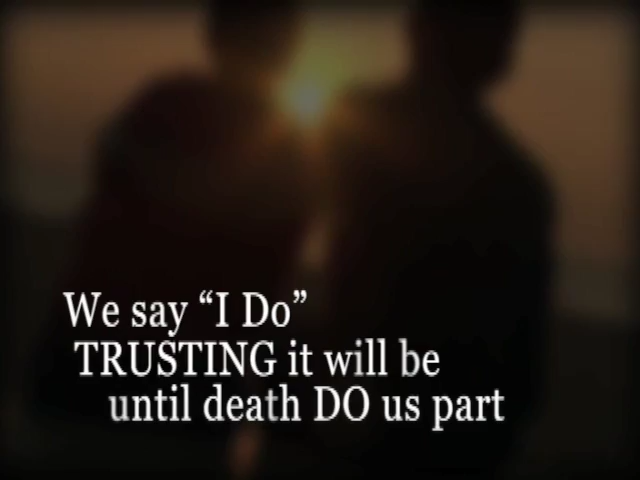 We say “I Do”
TRUSTING it will be
until death DO us part